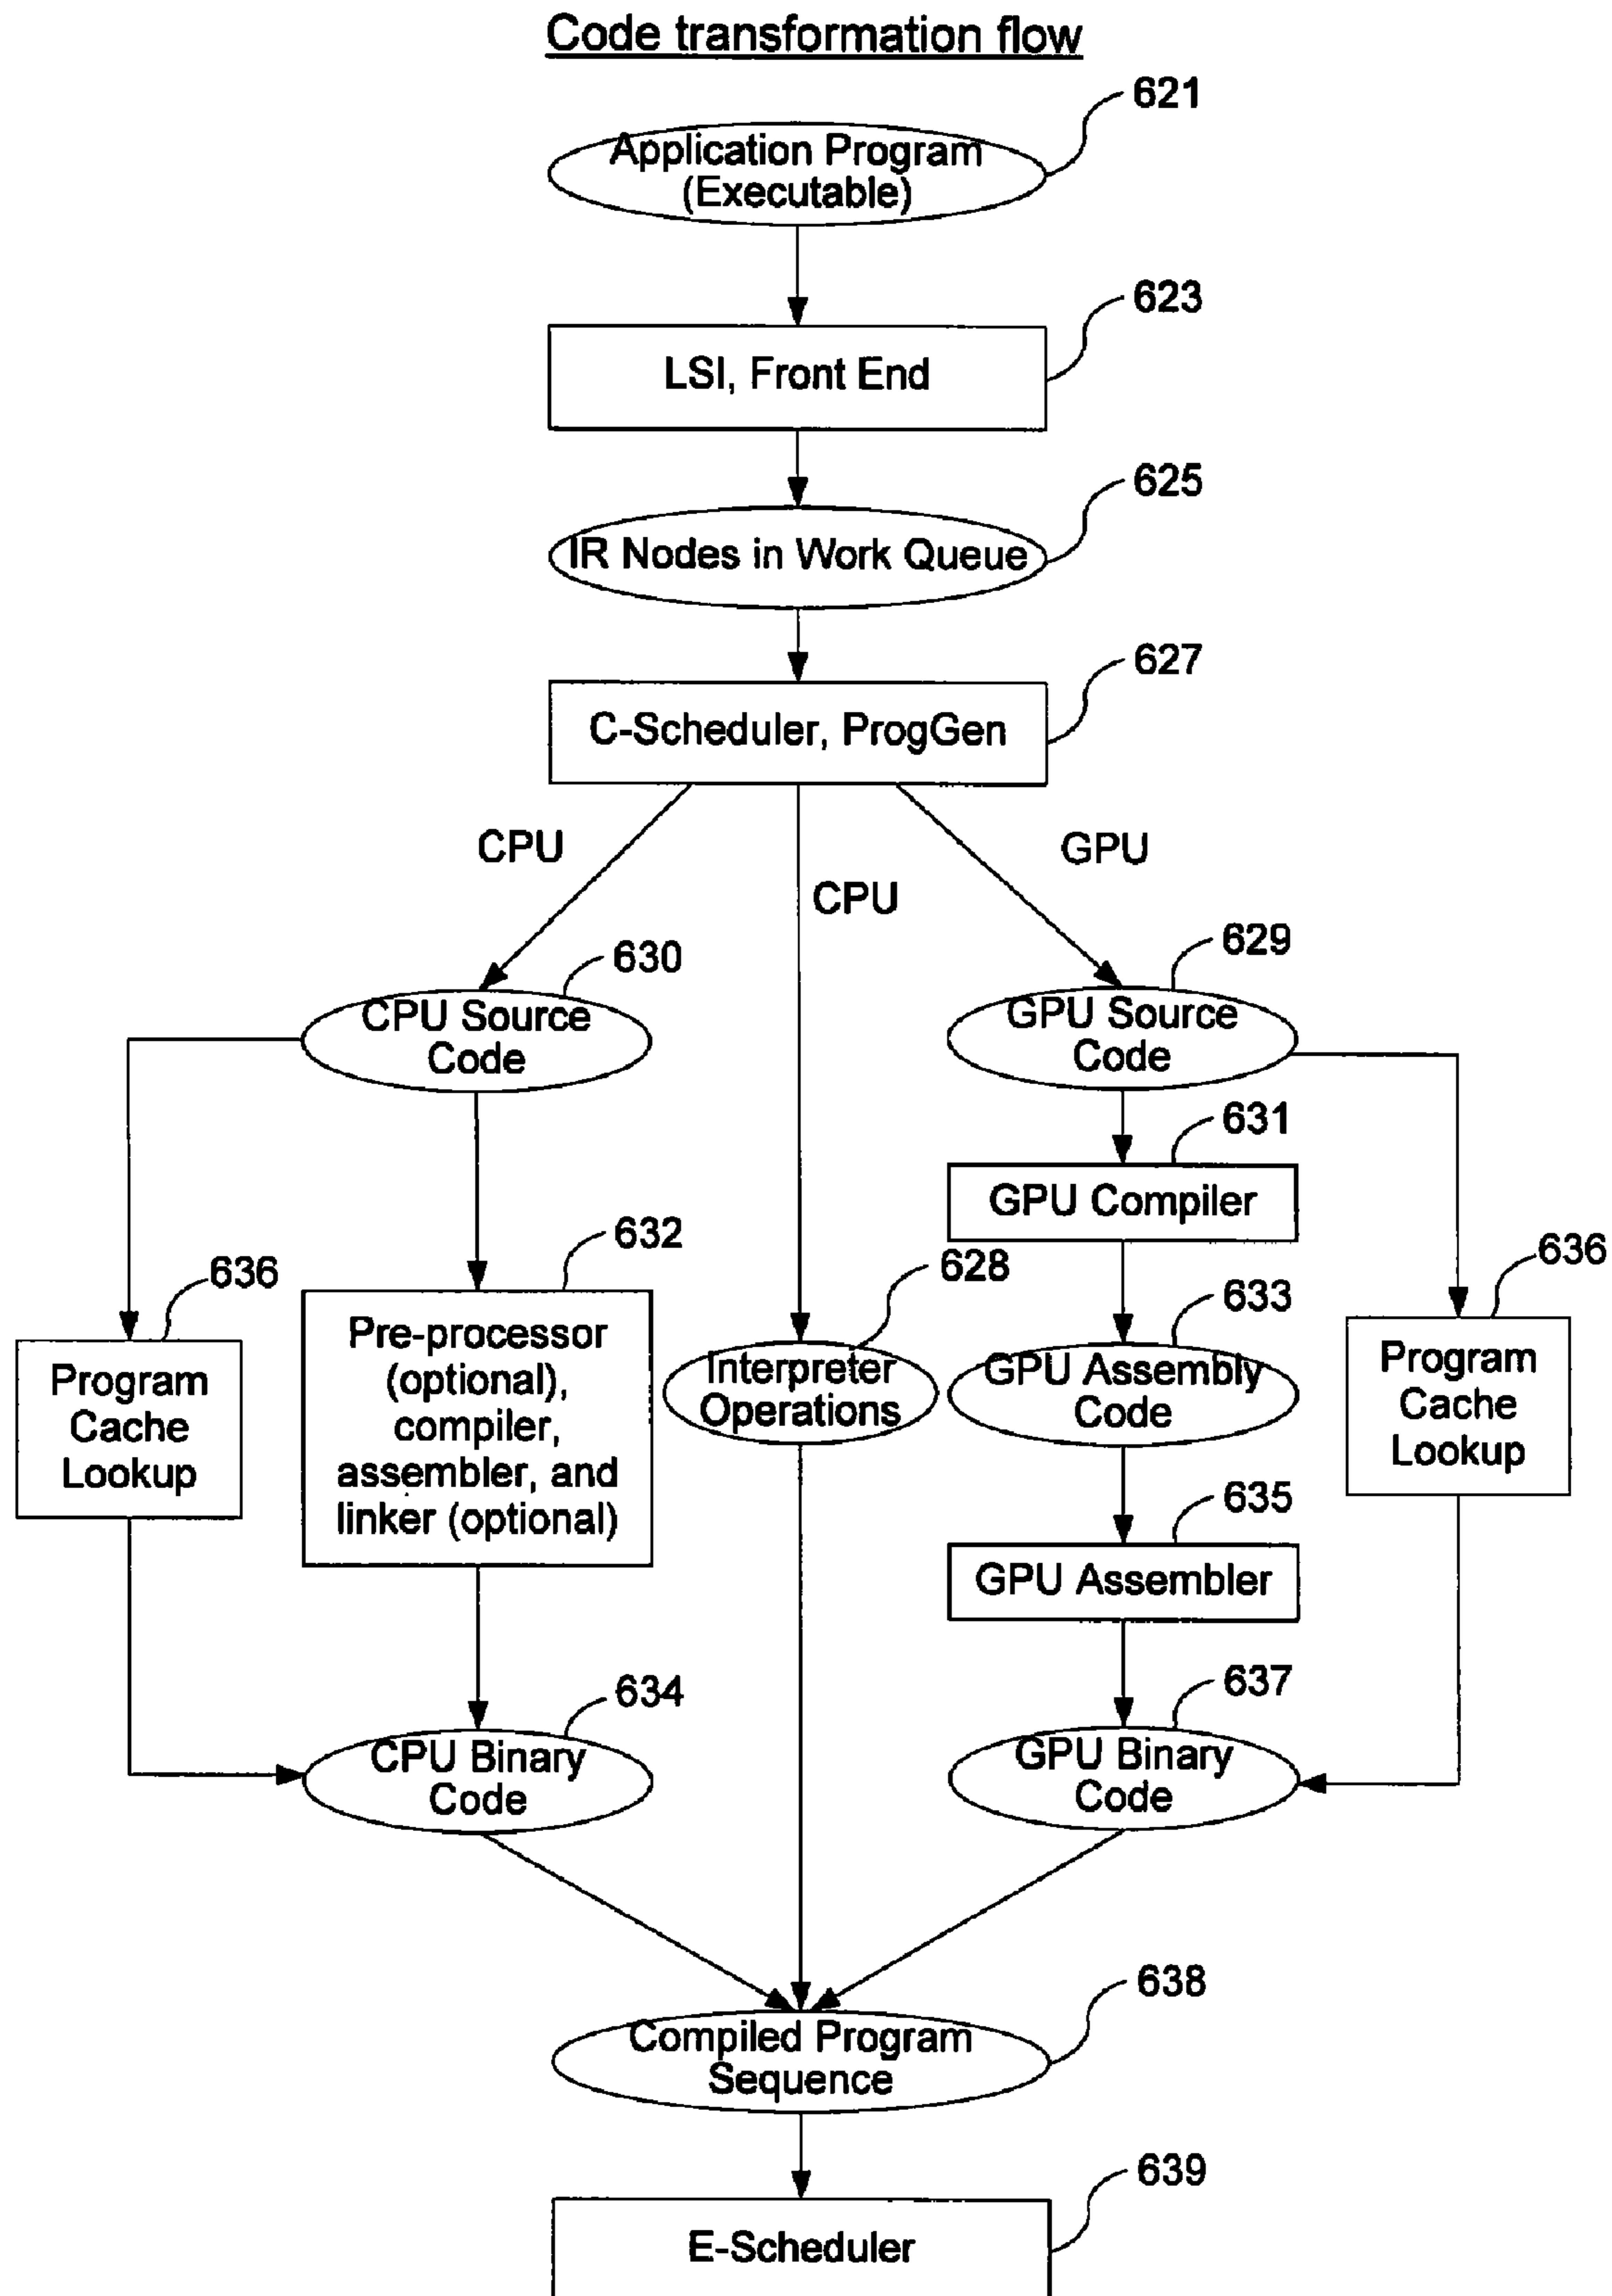 Code transformation flow
621
Application Program
(Executable)
623
LSI, Front End
625
IR Nodes in Work Queue
627
C-Scheduler, ProgGen
CPU
CPU
GPU
630
CPU Source
Code
629
GPU Source
Code
631
GPU Compiler
636
Program
Cache
Lookup
632
Pre-processor
(optional),
compiler,
assembler, and
linker (optional)
628
Interpreter
Operations
633
GPU Assembly
Code
636
Program
Cache
Lookup
635
GPU Assembler
634
CPU Binary
Code
637
GPU Binary
Code
638
Compiled Program
Sequence
639
E-Scheduler